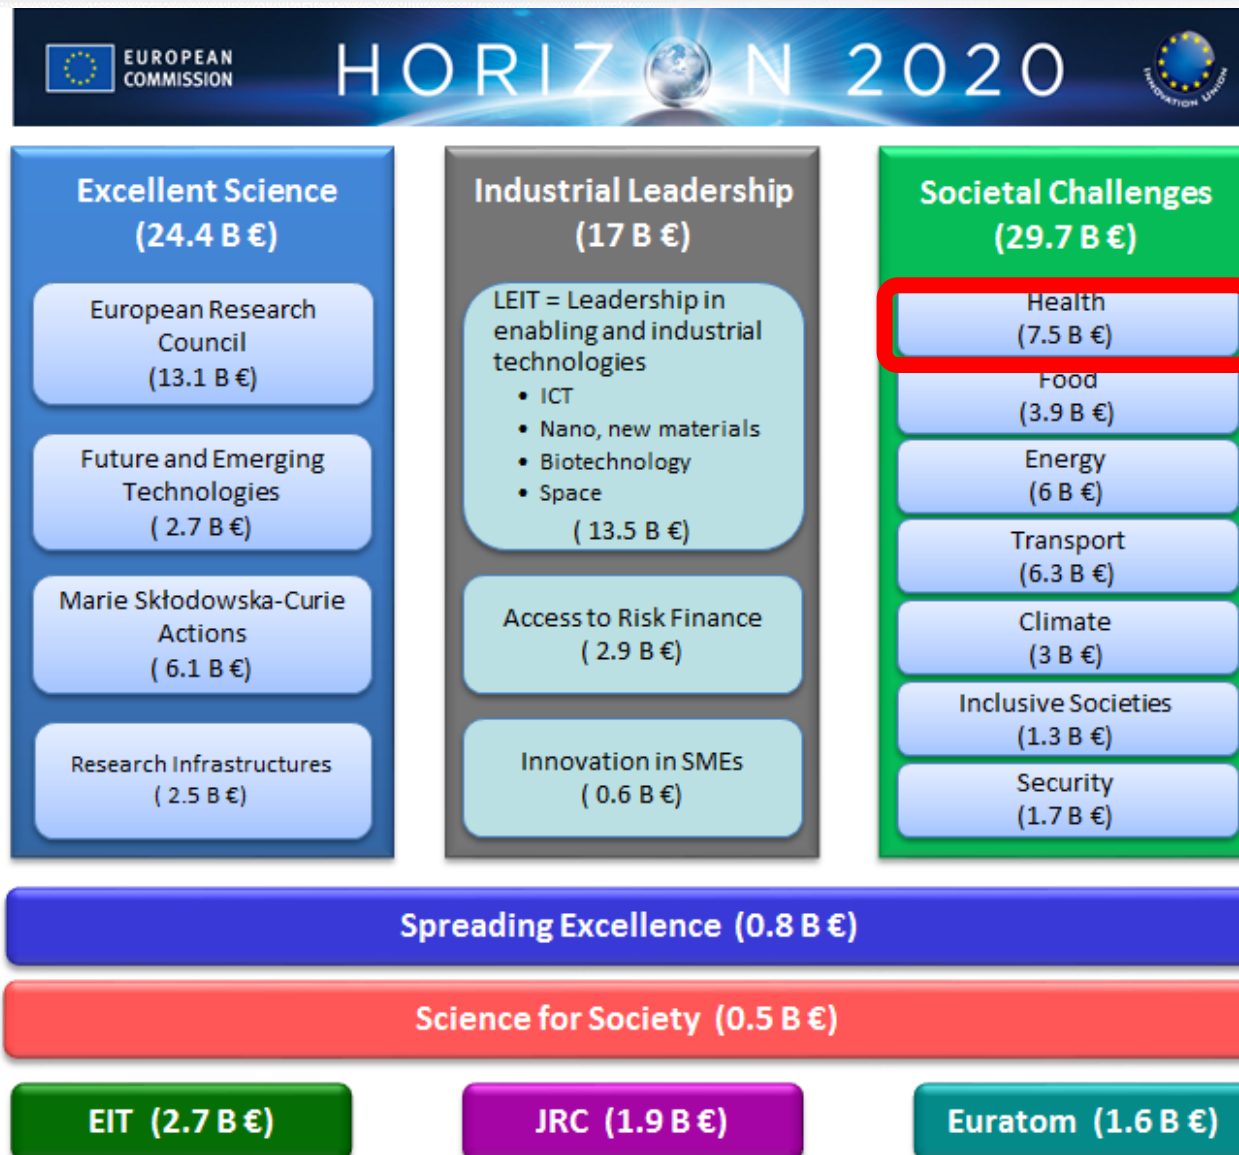 EUROPEAN
COMMISSION
HORIZON 2020
INNOVATION UNION
Excellent Science
(24.4 B €)
European Research
Council
(13.1 B €)
Future and Emerging
Technologies
( 2.7 B €)
Marie Skłodowska-Curie
Actions
( 6.1 B €)
Research Infrastructures
( 2.5 B €)
Industrial Leadership
(17 B €)
LEIT = Leadership in
enabling and industrial
technologies
• ICT
• Nano, new materials
• Biotechnology
• Space
( 13.5 B €)
Access to Risk Finance
( 2.9 B €)
Innovation in SMEs
( 0.6 B €)
Societal Challenges
(29.7 B €)
Health
(7.5 B €)
Food
(3.9 B €)
Energy
(6 B €)
Transport
(6.3 B €)
Climate
(3 B €)
Inclusive Societies
(1.3 B €)
Security
(1.7 B €)
Spreading Excellence (0.8 B €)
Science for Society (0.5 B €)
EIT (2.7 B €)
JRC (1.9 B €)
Euratom (1.6 B €)